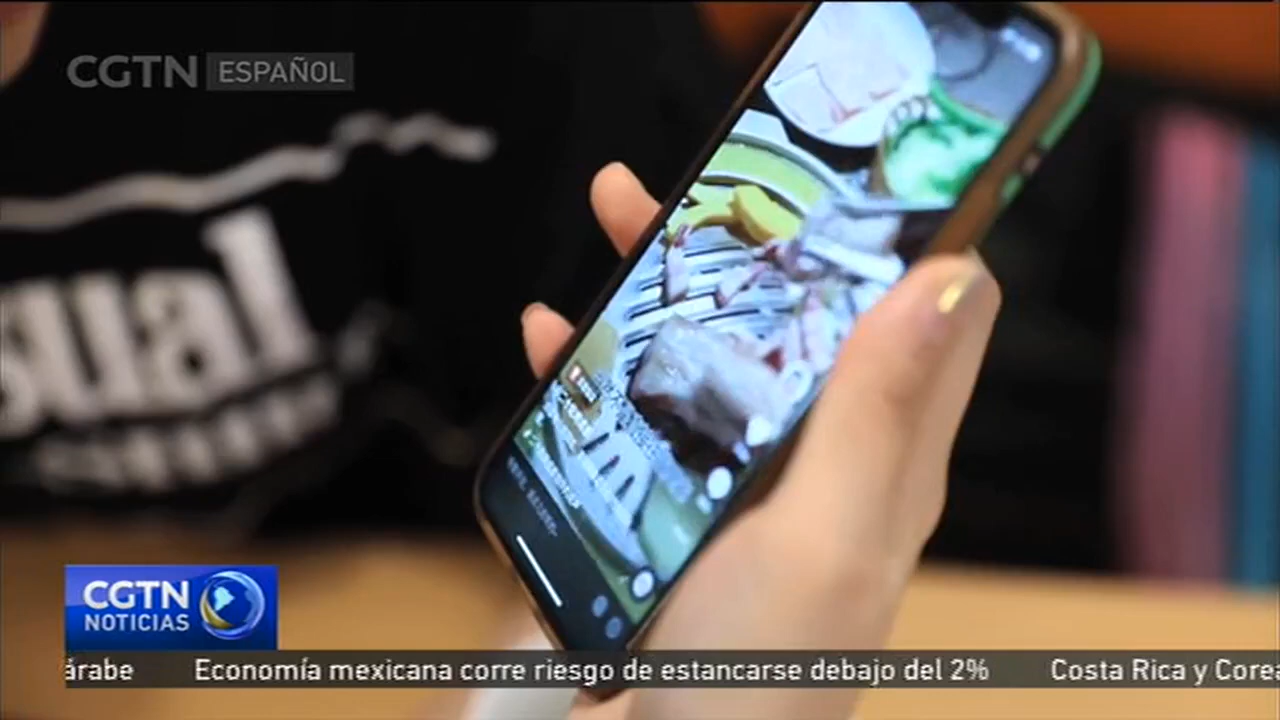 CGTN ESPAÑOL
sual
CGTN
NOTICIAS
árabe Economía mexicana corre riesgo de estancarse debajo del 2% Costa Rica y Corea